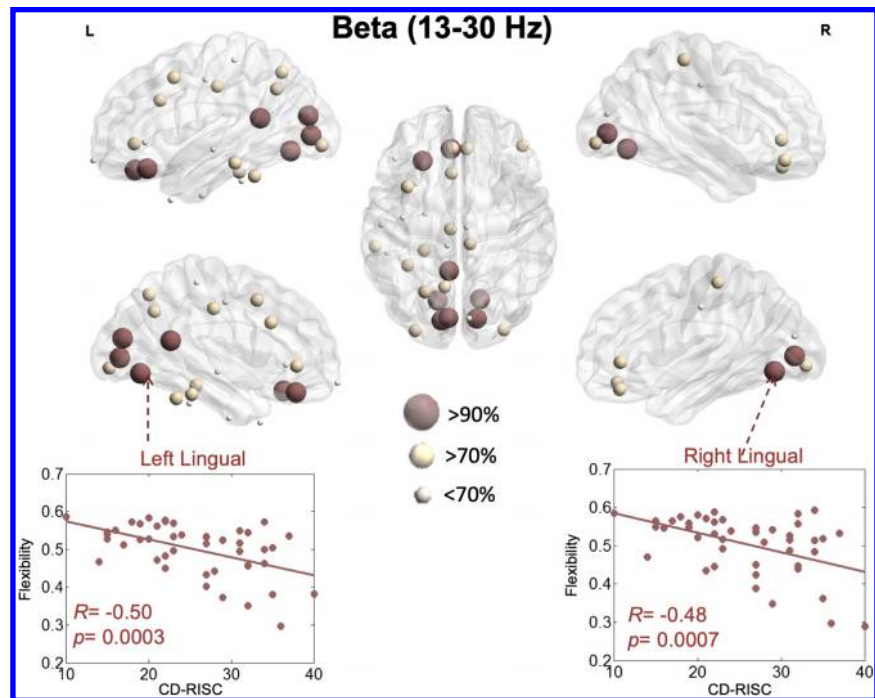 L
Beta (13-30 Hz)
R
>90%
>70%
<70%
Left Lingual
Right Lingual
0.7
0.6
0.5
0.4
0.3
0.2
Flexibility
R= -0.50
p= 0.0003
10 20 30 40
CD-RISC
0.7
0.6
0.5
0.4
0.3
0.2
Flexibility
R= -0.48
p= 0.0007
10 20 30 40
CD-RISC